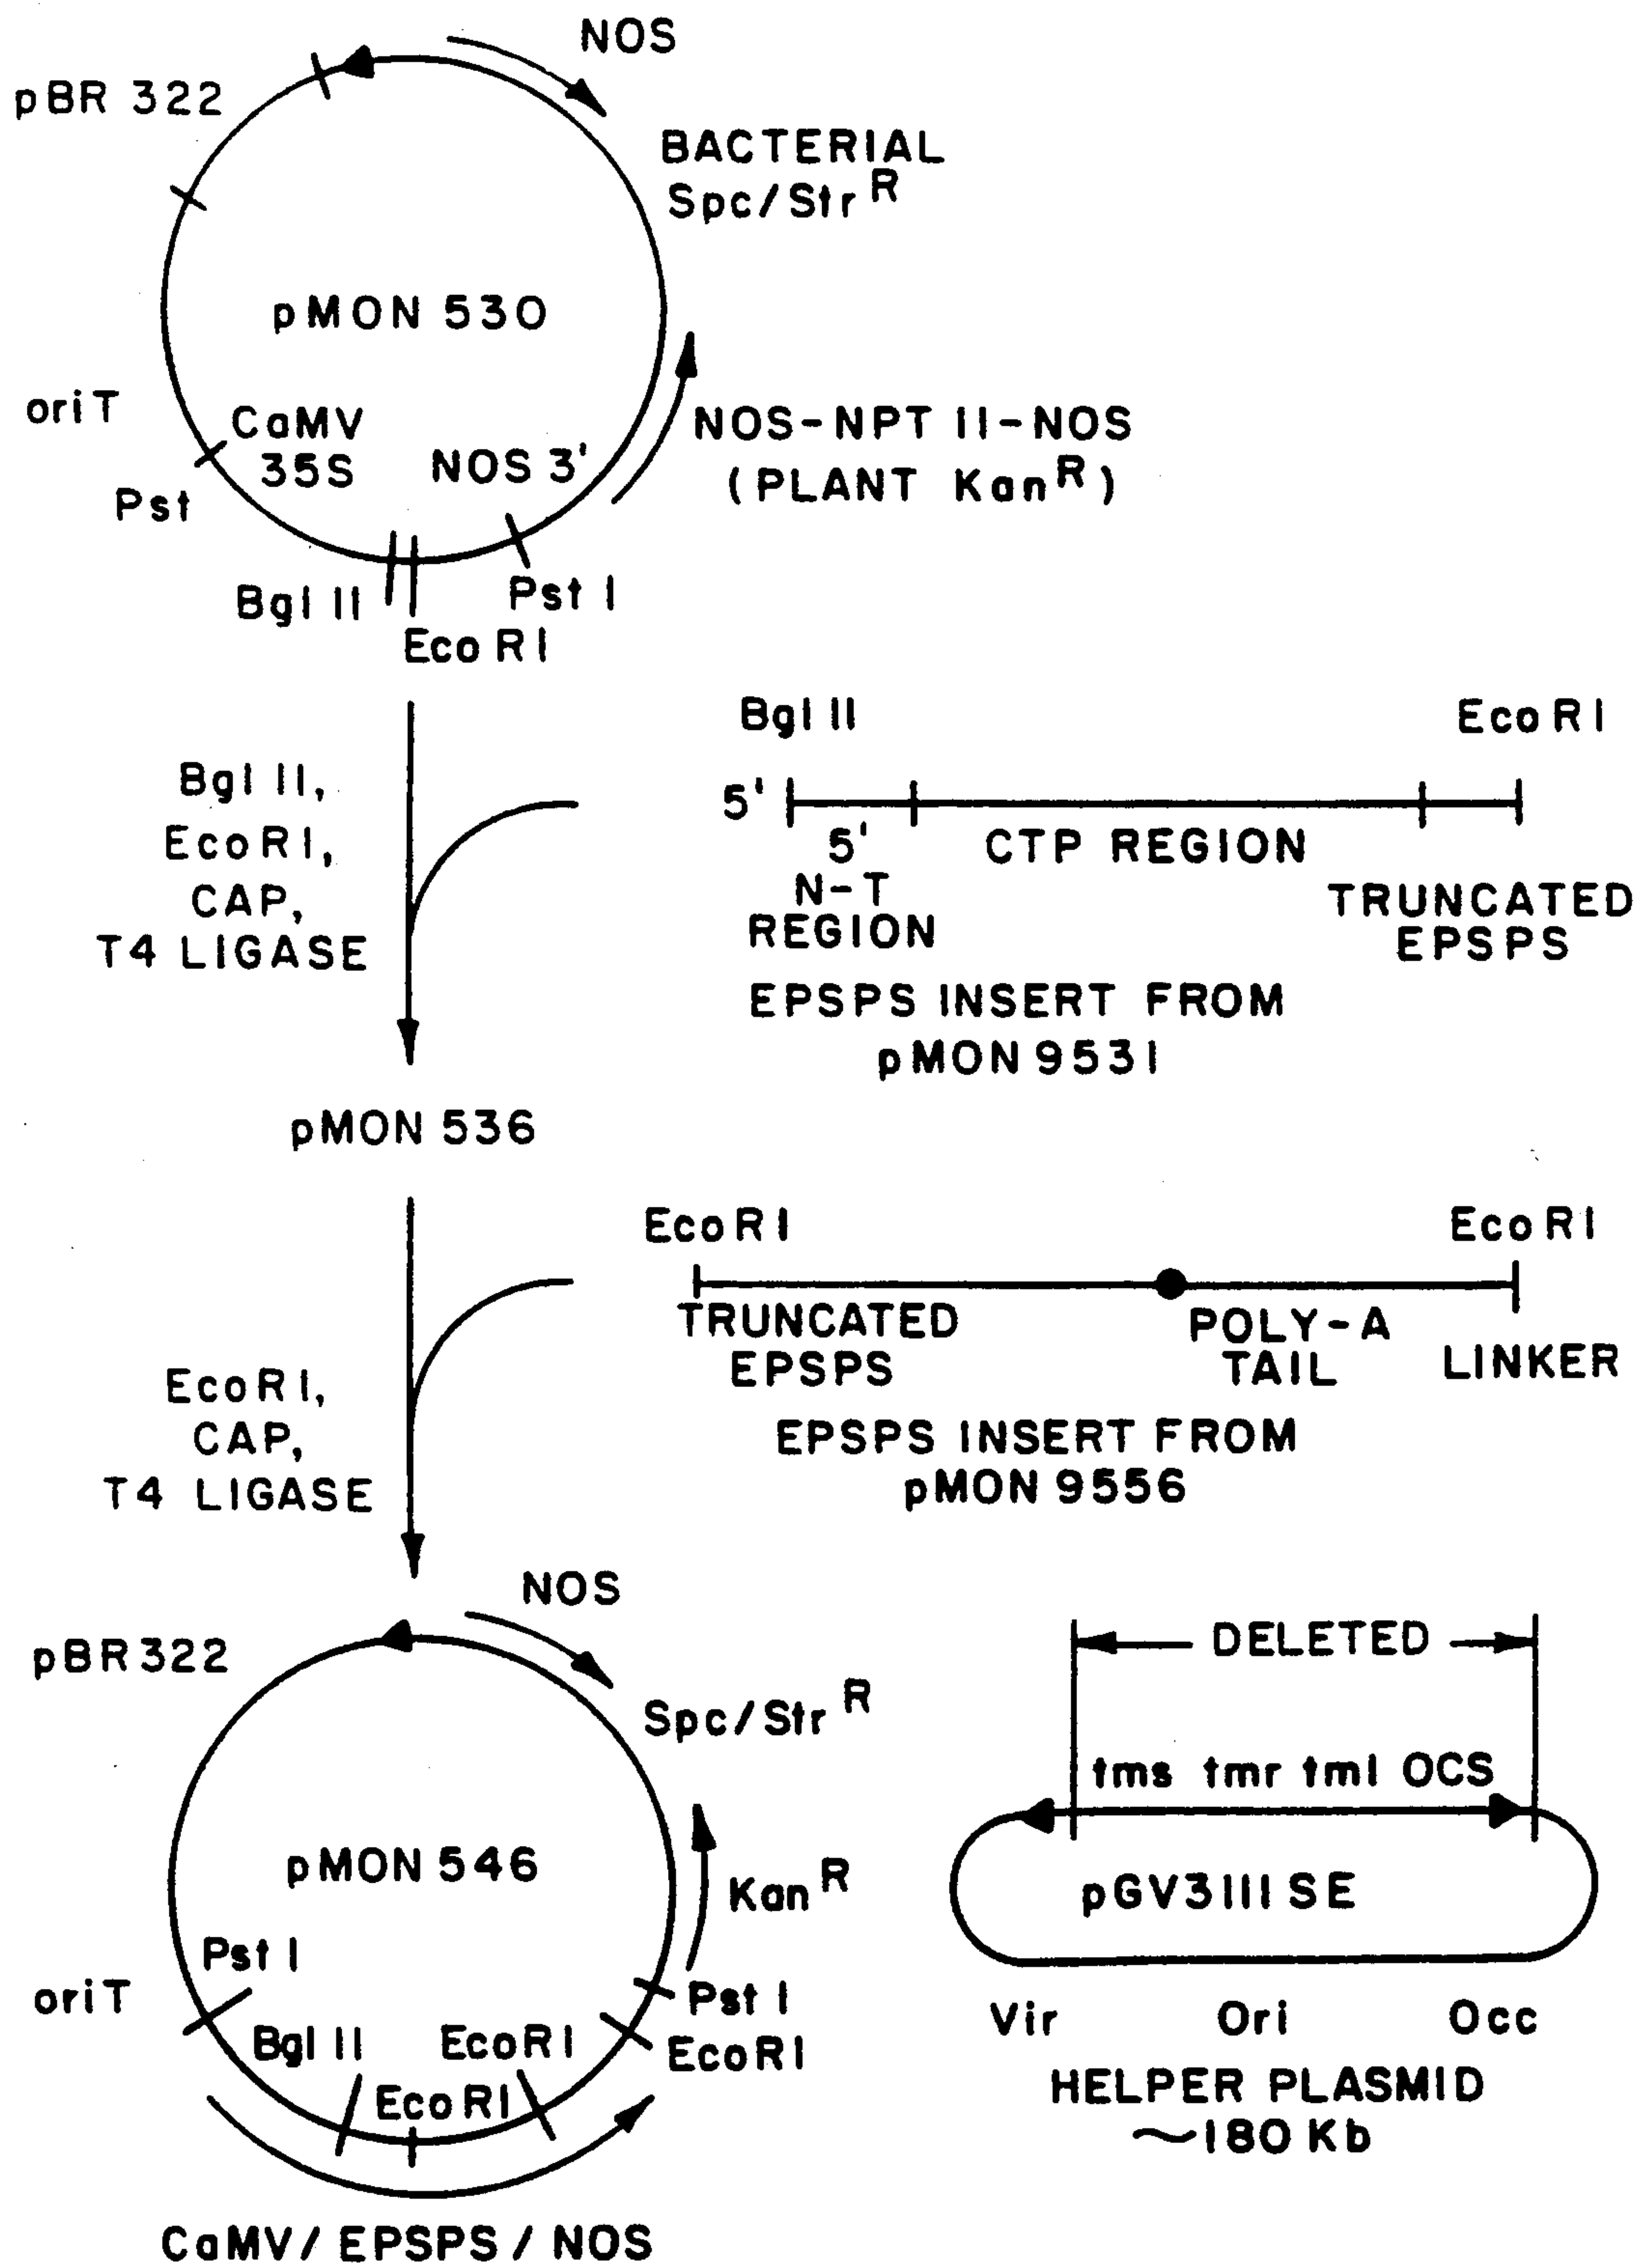 NOS
pBR 322
BACTERIAL
Spc/Str R
pMON 530
oriT
CaMV
35S
NOS 3'
NOS-NPT II-NOS
(PLANT Kan R)
Pst
Bgl II
Pst I
Eco RI
Bgl II
Eco RI
Bgl II,
EcoRI,
CAP,
T4 LIGASE
5'
5'
N-T
REGION
CTP REGION
TRUNCATED
EPSPS
EPSPS INSERT FROM
pMON 9531
pMON 536
EcoRI
EcoRI
TRUNCATED
EPSPS
POLY-A
TAIL
LINKER
EcoRI,
CAP,
T4 LIGASE
EPSPS INSERT FROM
pMON 9556
NOS
pBR322
Spc/Str R
pMON 546
Kan R
Pst I
oriT
Pst I
Bgl II
EcoRI
EcoRI
EcoRI
CaMV/ EPSPS / NOS
DELETED
tms tmr tml OCS
pGV3111 SE
Vir Ori Occ
HELPER PLASMID
~180 Kb